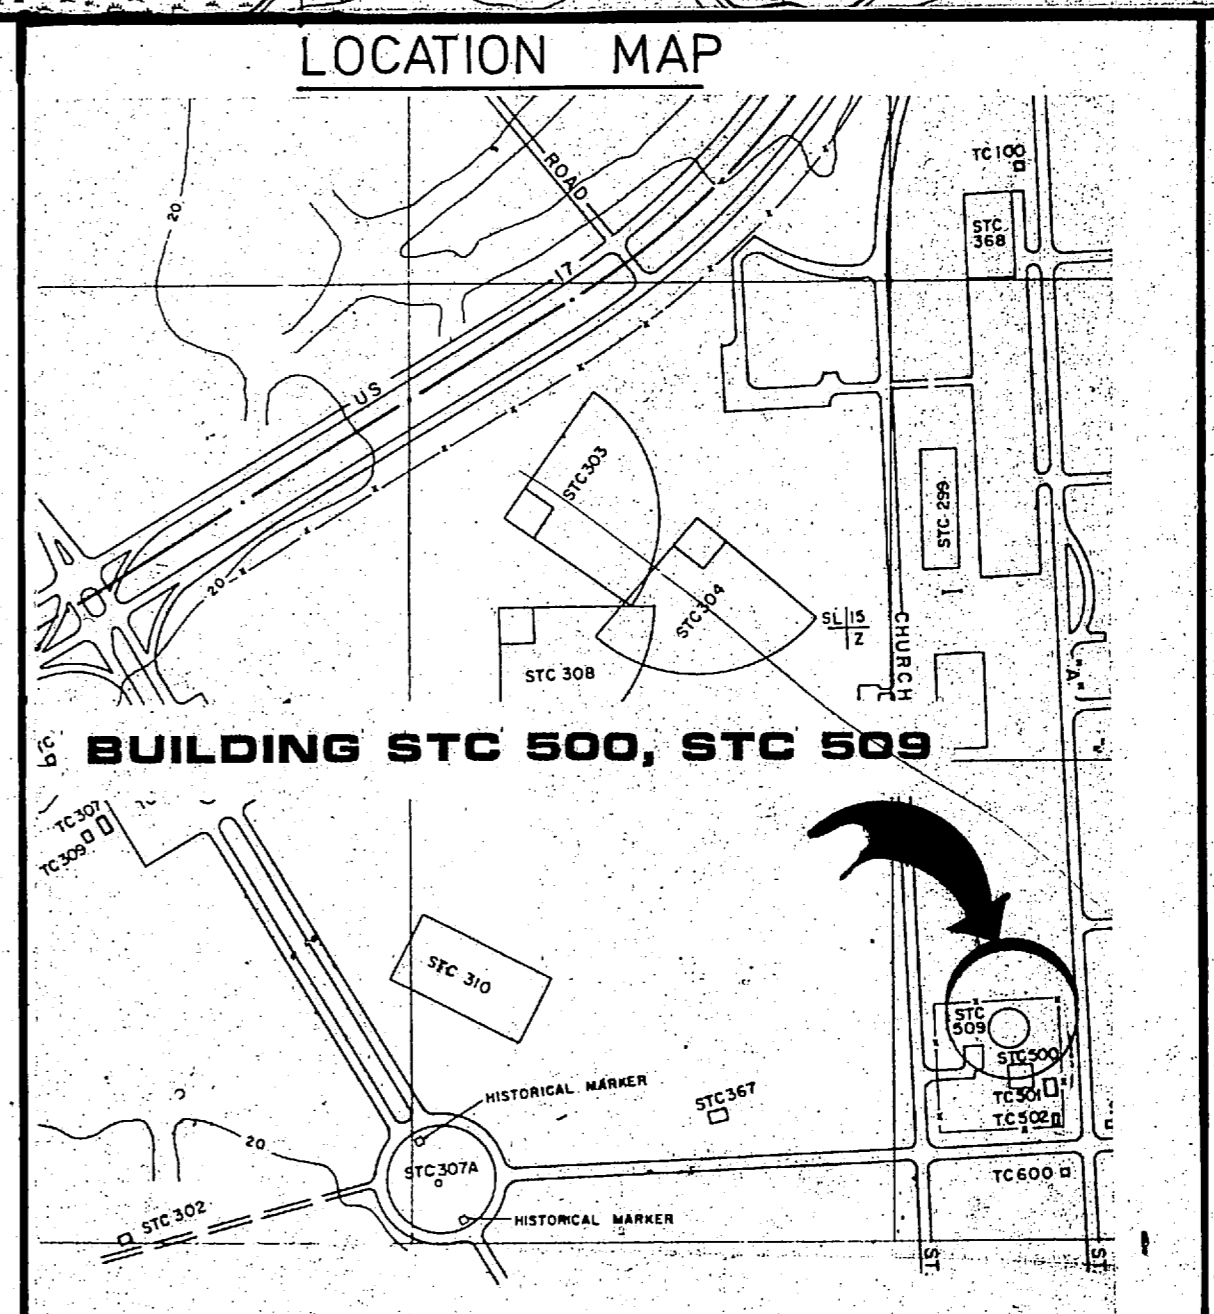 LOCATION MAP
ROAD
TC 100
STC
368
20
17
US
STC 303
STC 299
20
STC 304
SL 15
Z
CHURCH
I
STC 308
"A"
BUILDING STC 500, STC 509
TC 307
TC 309
STC 310
STC
509
STC 500
HISTORICAL MARKER
STC 367
TC 501
TC 502
20
STC 307A
TC 600
STC 302
HISTORICAL MARKER
ST.
ST.